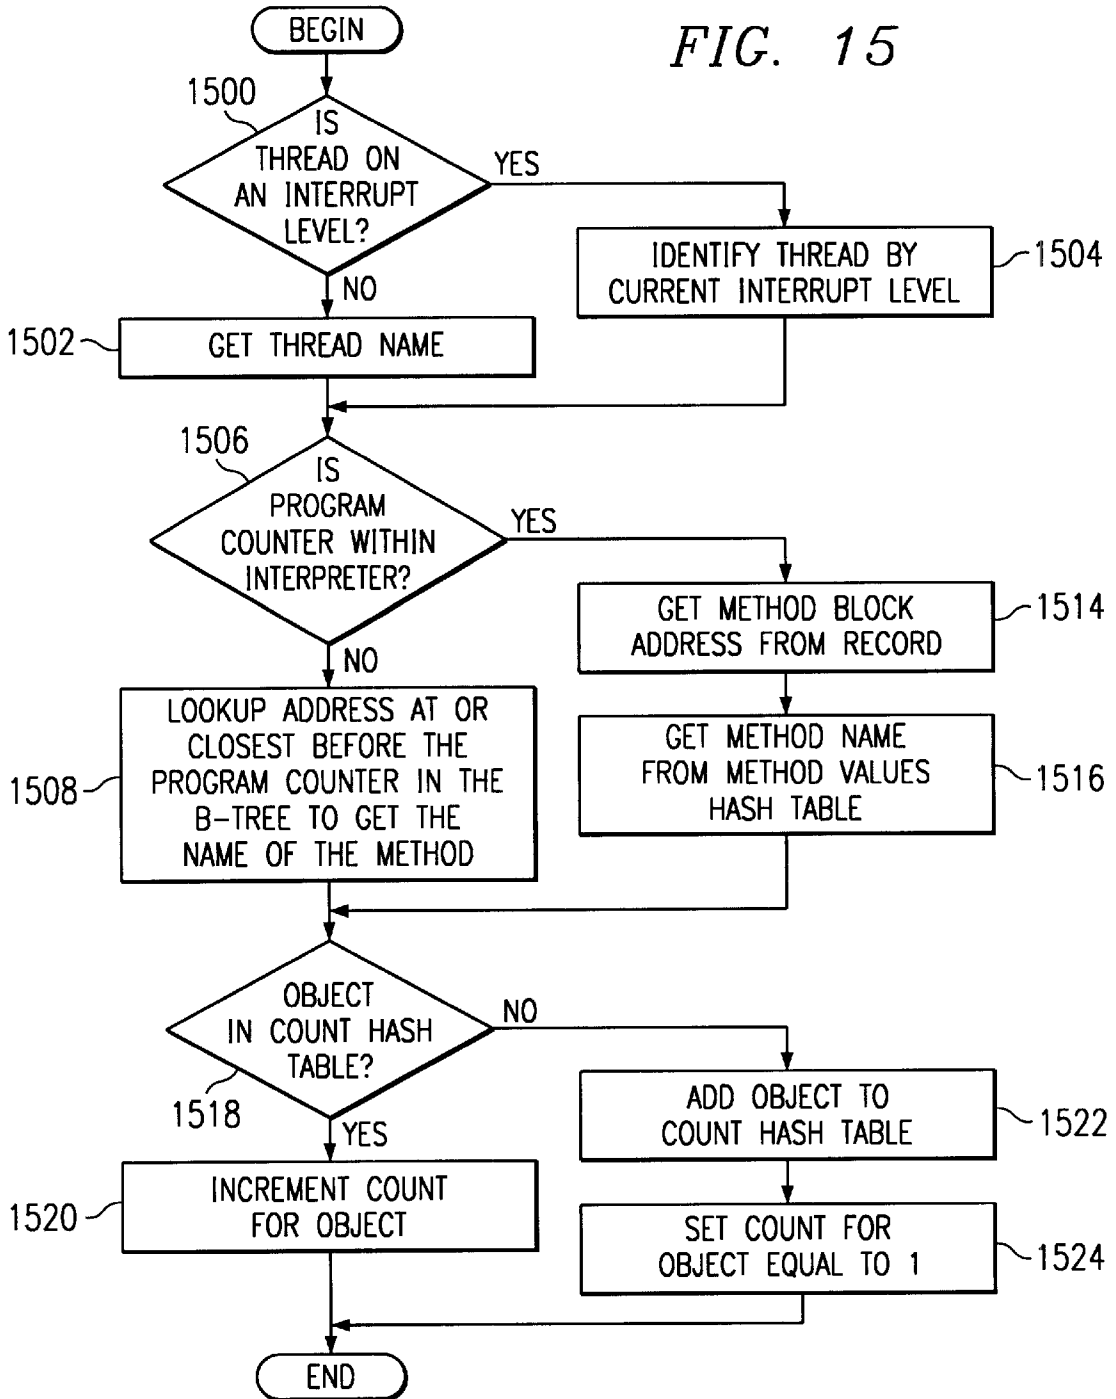 BEGIN
FIG. 15
1500
IS
THREAD ON
AN INTERRUPT
LEVEL?
YES
NO
IDENTIFY THREAD BY
CURRENT INTERRUPT LEVEL
1504
1502
GET THREAD NAME
1506
IS
PROGRAM
COUNTER WITHIN
INTERPRETER?
YES
NO
GET METHOD BLOCK
ADDRESS FROM RECORD
1514
1508
LOOKUP ADDRESS AT OR
CLOSEST BEFORE THE
PROGRAM COUNTER IN THE
B-TREE TO GET THE
NAME OF THE METHOD
GET METHOD NAME
FROM METHOD VALUES
HASH TABLE
1516
OBJECT
IN COUNT HASH
TABLE?
1518
NO
YES
ADD OBJECT TO
COUNT HASH TABLE
1522
1520
INCREMENT COUNT
FOR OBJECT
SET COUNT FOR
OBJECT EQUAL TO 1
1524
END